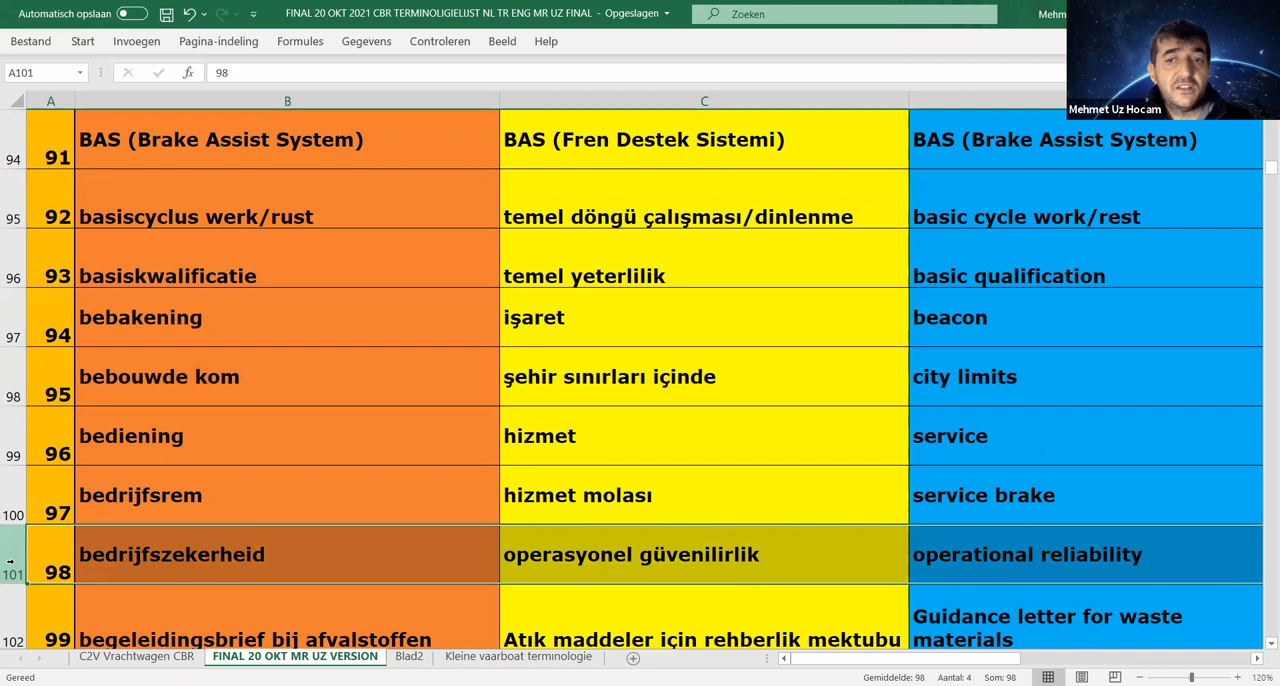 Automatisch opslaan
FINAL 20 OKT 2021 CBR TERMINOLIGIELIJST NL TR ENG MR UZ FINAL - Opgeslagen
Zoeken
Mehm
Bestand Start Invoegen Pagina-indeling Formules Gegevens Controleren Beeld Help
A101 fx 98
Mehmet Uz Hocam
A B C
94 91 BAS (Brake Assist System) BAS (Fren Destek Sistemi) BAS (Brake Assist System)
95 92 basiscyclus werk/rust temel döngü çalışması/dinlenme basic cycle work/rest
96 93 basiskwalificatie temel yeterlilik basic qualification
97 94 bebakening işaret beacon
98 95 bebouwde kom şehir sınırları içinde city limits
99 96 bediening hizmet service
100 97 bedrijfsrem hizmet molası service brake
101 98 bedrijfszekerheid operasyonel güvenilirlik operational reliability
102 99 begeleidingsbrief bij afvalstoffen Atık maddeler için rehberlik mektubu Guidance letter for waste
materials
C2V Vrachtwagen CBR FINAL 20 OKT MR UZ VERSION Blad2 Kleine vaarboat terminologie
Gereed Gemiddelde: 98 Aantal: 4 Som: 98 120%